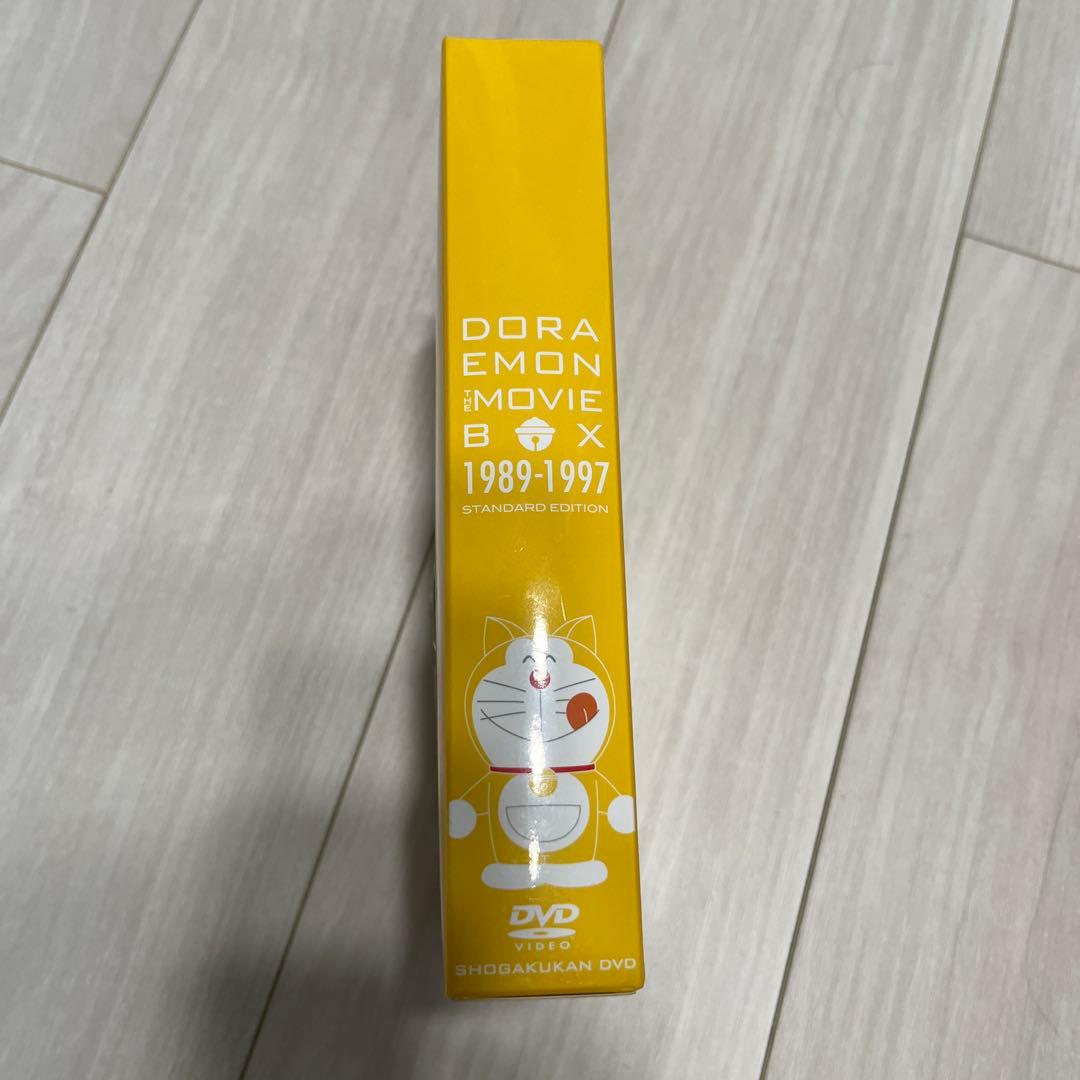 DORA
EMON
THE MOVIE
B X
1989-1997
STANDARD EDITION
DVD
VIDEO
SHOGAKUKAN DVD